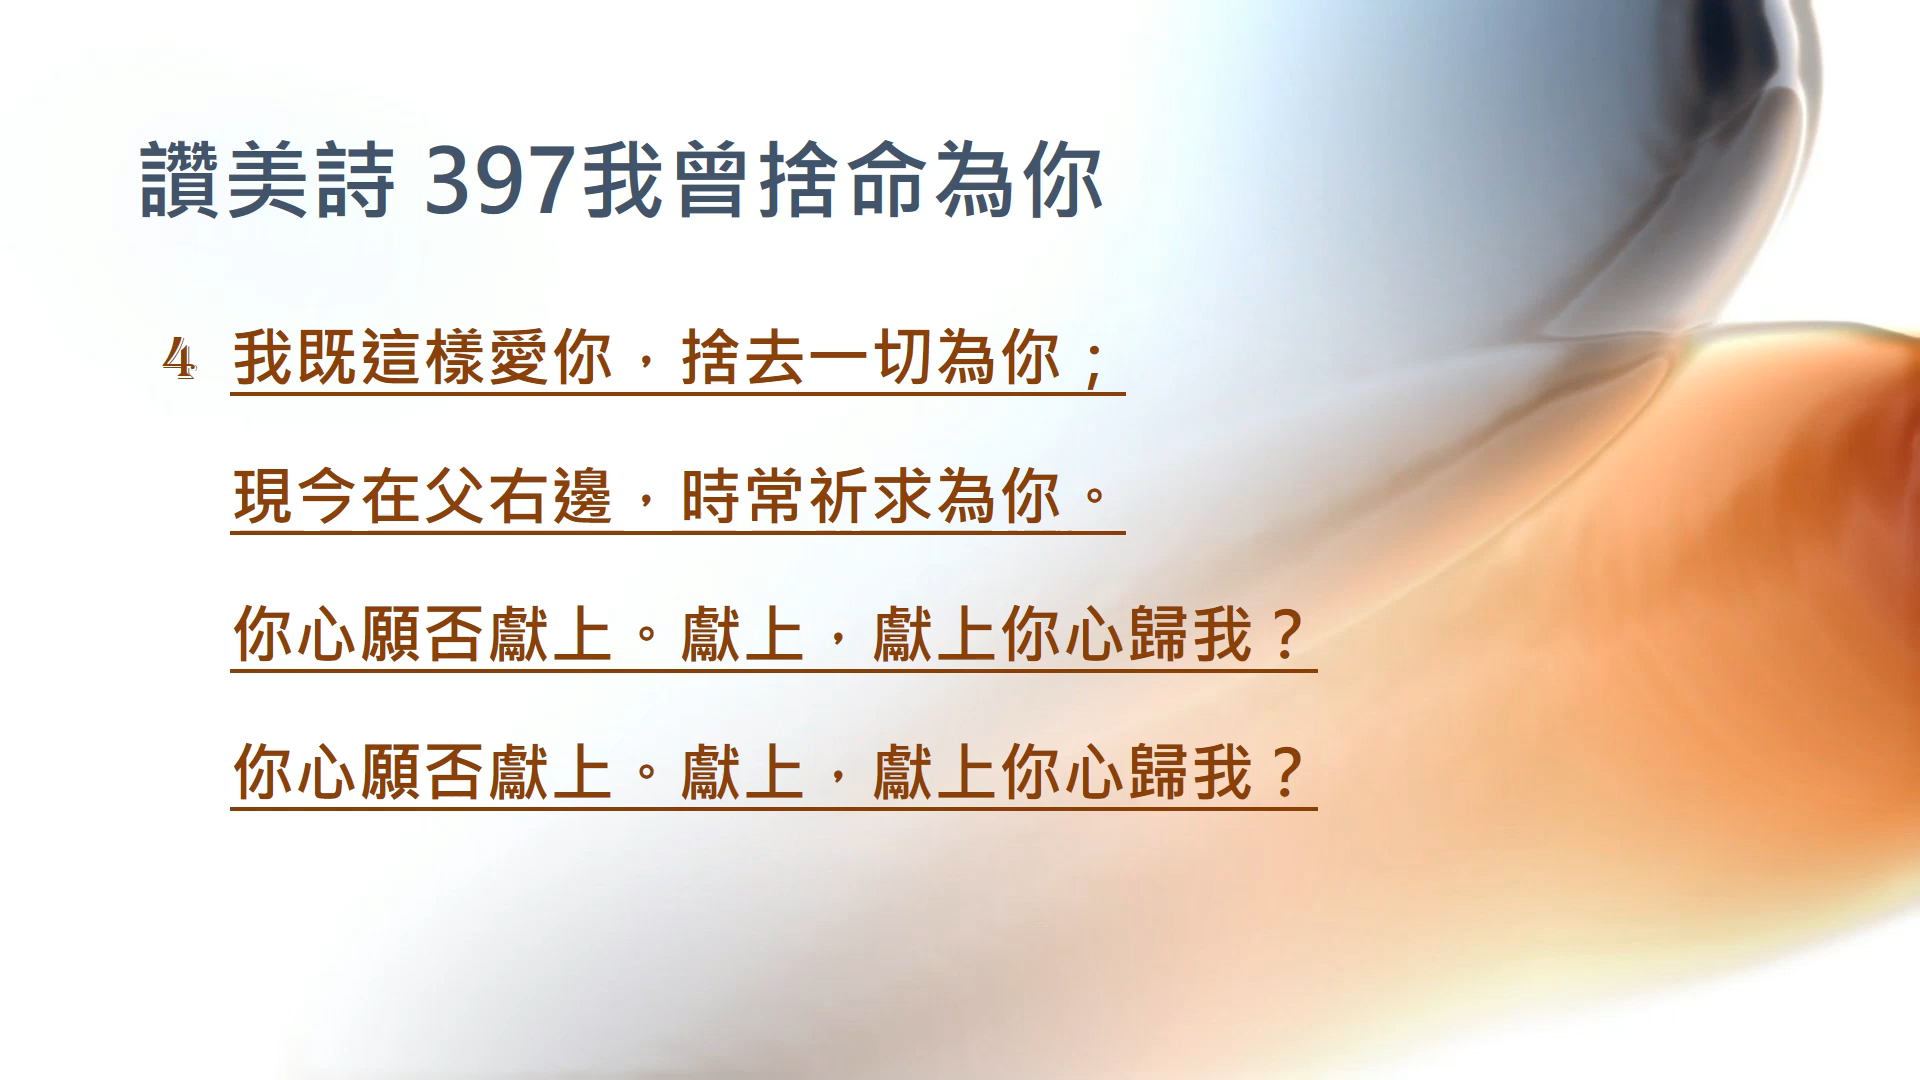 讚美詩 397我曾捨命為你
4 我既這樣愛你，捨去一切為你；
現今在父右邊，時常祈求為你。
你心願否獻上。獻上，獻上你心歸我？
你心願否獻上。獻上，獻上你心歸我？